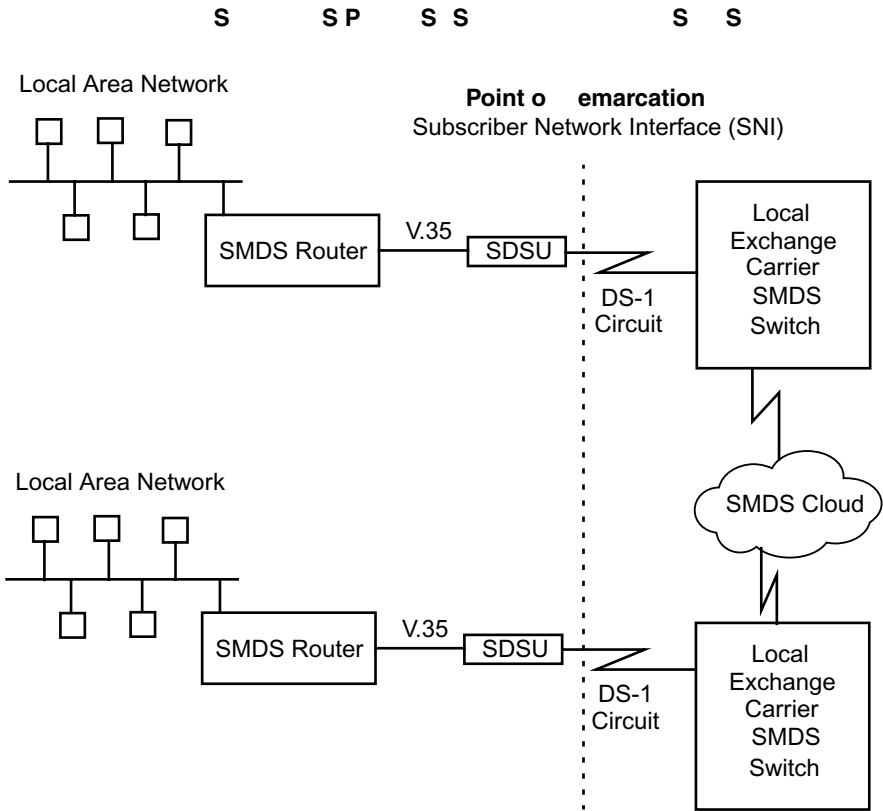 S S P S S S S
Local Area Network
Point o emarcation
Subscriber Network Interface (SNI)
SMDS Router
V.35
SDSU
DS-1
Circuit
Local
Exchange
Carrier
SMDS
Switch
SMDS Cloud
Local Area Network
SMDS Router
V.35
SDSU
DS-1
Circuit
Local
Exchange
Carrier
SMDS
Switch